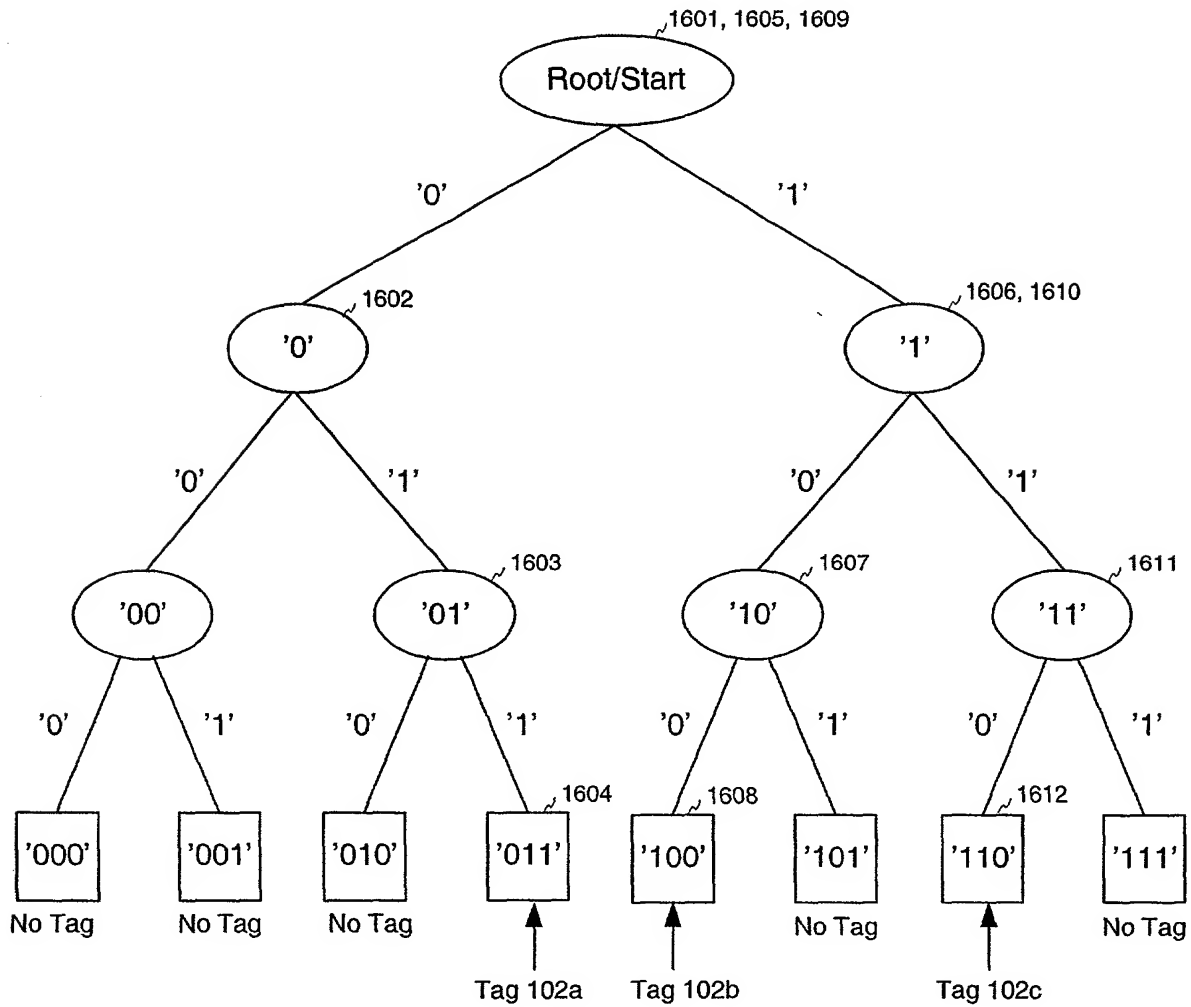 1601, 1605, 1609
Root/Start
'0' '1'
1602 1606, 1610
'0' '1'
'0' '1' '0' '1'
1603 1607 1611
'00' '01' '10' '11'
'0' '1' '0' '1' '0' '1' '0' '1'
1604 1608 1612
'000' '001' '010' '011' '100' '101' '110' '111'
No Tag No Tag No Tag No Tag No Tag
Tag 102a Tag 102b Tag 102c